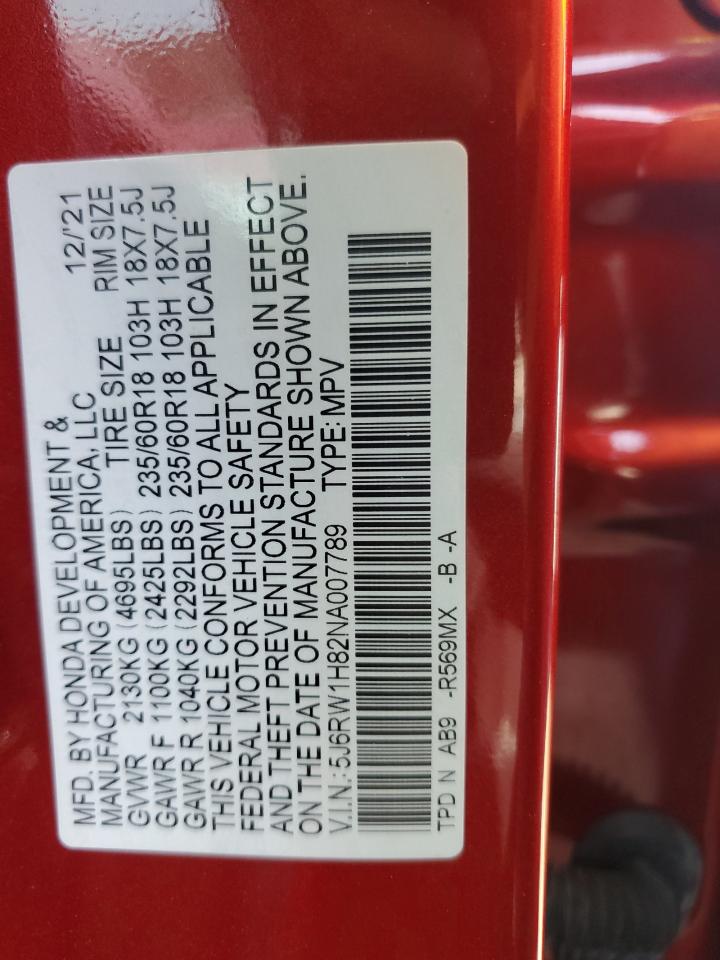 MFD. BY HONDA DEVELOPMENT &
MANUFACTURING OF AMERICA, LLC 12/'21
GVWR 2130KG (4695LBS) TIRE SIZE RIM SIZE
GAWR F 1100KG (2425LBS) 235/60R18 103H 18X7.5J
GAWR R 1040KG (2292LBS) 235/60R18 103H 18X7.5J
THIS VEHICLE CONFORMS TO ALL APPLICABLE
FEDERAL MOTOR VEHICLE SAFETY
AND THEFT PREVENTION STANDARDS IN EFFECT
ON THE DATE OF MANUFACTURE SHOWN ABOVE.
V.I.N.: 5J6RW1H82NA007789 TYPE: MPV
TPD N AB9 -R569MX -B -A